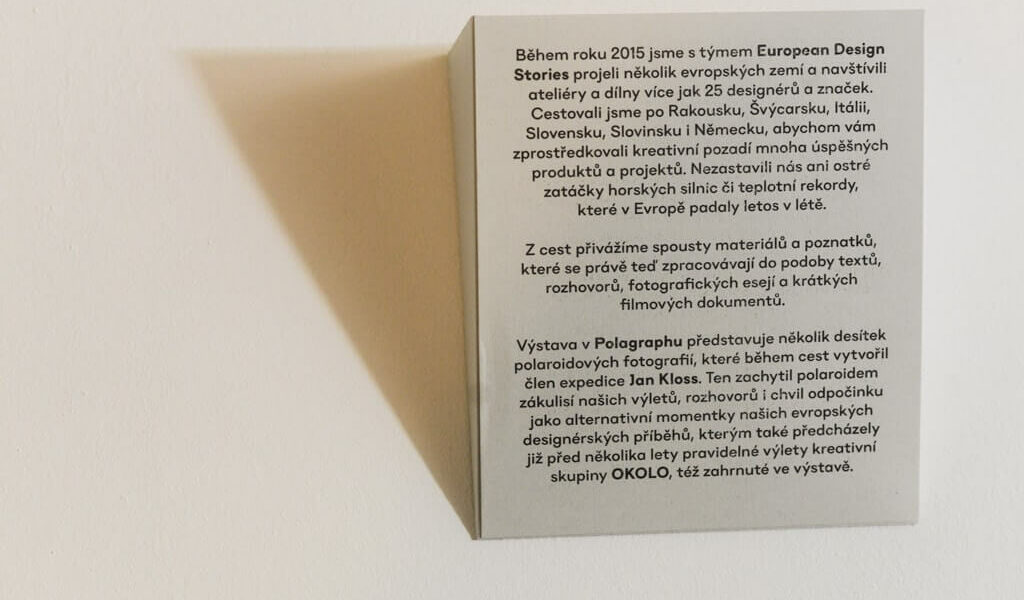 Během roku 2015 jsme s týmem European Design
Stories projeli několik evropských zemí a navštívili
ateliéry a dílny více jak 25 designérů a značek.
Cestovali jsme po Rakousku, Švýcarsku, Itálii,
Slovensku, Slovinsku i Německu, abychom vám
zprostředkovali kreativní pozadí mnoha úspěšných
produktů a projektů. Nezastavili nás ani ostré
zatáčky horských silnic či teplotní rekordy,
které v Evropě padaly letos v létě.
Z cest přivážíme spousty materiálů a poznatků,
které se právě teď zpracovávají do podoby textů,
rozhovorů, fotografických esejí a krátkých
filmových dokumentů.
Výstava v Polagraphu představuje několik desítek
polaroidových fotografií, které během cest vytvořil
člen expedice Jan Kloss. Ten zachytil polaroidem
zákulisí našich výletů, rozhovorů i chvil odpočinku
jako alternativní momentky našich evropských
designérských příběhů, kterým také předcházely
již před několika lety pravidelné výlety kreativní
skupiny OKOLO, též zahrnuté ve výstavě.